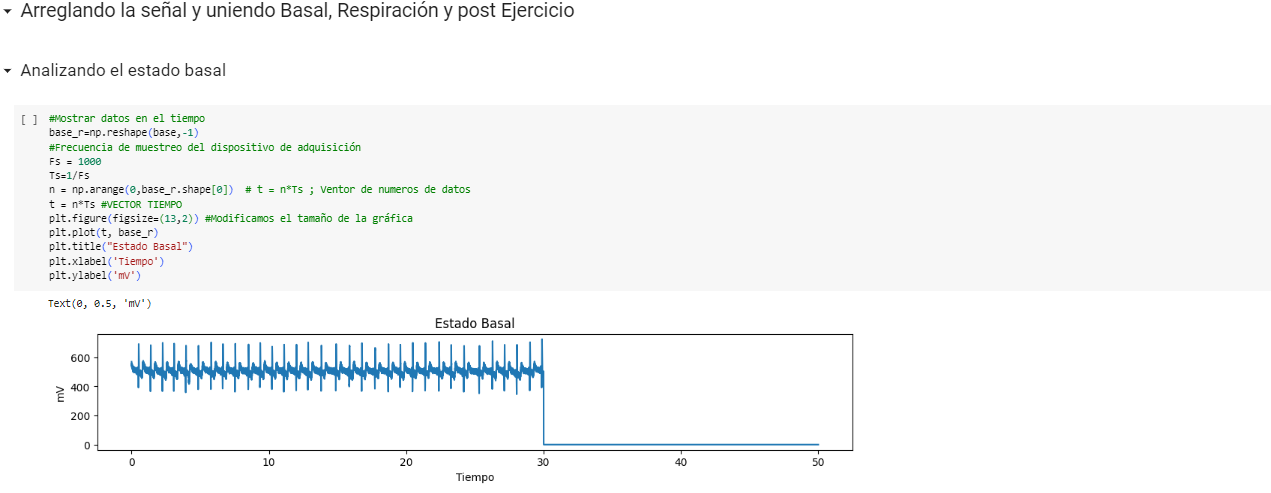 Arreglando la señal y uniendo Basal, Respiración y post Ejercicio
Analizando el estado basal
[ ] #Mostrar datos en el tiempo
base_r=np.reshape(base,-1)
#Frecuencia de muestreo del dispositivo de adquisición
Fs = 1000
Ts=1/Fs
n = np.arange(0,base_r.shape[0])  # t = n*Ts ; Ventor de numeros de datos
t = n*Ts #VECTOR TIEMPO
plt.figure(figsize=(13,2)) #Modificamos el tamaño de la gráfica
plt.plot(t, base_r)
plt.title("Estado Basal")
plt.xlabel('Tiempo')
plt.ylabel('mV')
Text(0, 0.5, 'mV')
Estado Basal
600
400
200
0
mV
0 10 20 30 40 50
Tiempo